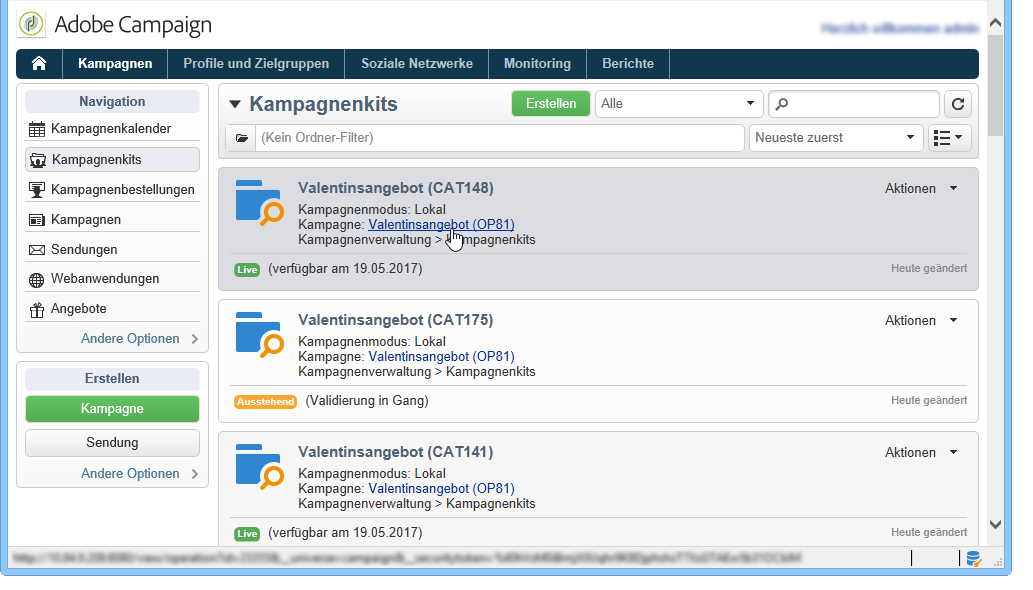 Adobe Campaign
Herzlich willkommen admin
Kampagnen Profile und Zielgruppen Soziale Netzwerke Monitoring Berichte
Navigation
Kampagnenkalender
Kampagnenkits
Kampagnenbestellungen
Kampagnen
Sendungen
Webanwendungen
Angebote
Andere Optionen
Erstellen
Kampagne
Sendung
Andere Optionen
Kampagnenkits Erstellen Alle
(Kein Ordner-Filter) Neueste zuerst
Valentinsangebot (CAT148) Aktionen
Kampagnenmodus: Lokal
Kampagne: Valentinsangebot (OP81)
Kampagnenverwaltung > Kampagnenkits
Live (verfügbar am 19.05.2017) Heute geändert
Valentinsangebot (CAT175) Aktionen
Kampagnenmodus: Lokal
Kampagne: Valentinsangebot (OP81)
Kampagnenverwaltung > Kampagnenkits
Ausstehend (Validierung in Gang) Heute geändert
Valentinsangebot (CAT141) Aktionen
Kampagnenmodus: Lokal
Kampagne: Valentinsangebot (OP81)
Kampagnenverwaltung > Kampagnenkits
Live (verfügbar am 19.05.2017) Heute geändert